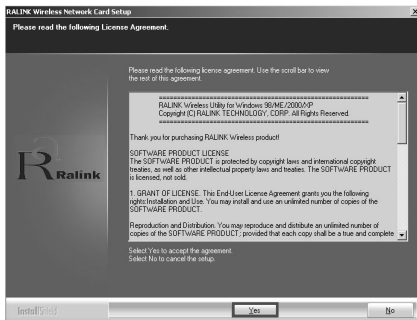 RALINK Wireless Network Card Setup
Please read the following License Agreement.
Please read the following license agreement. Use the scroll bar to view
the rest of this agreement.
RALINK Wireless Utility for Windows 98/ME/2000/XP
Copyright (C) RALINK TECHNOLOGY, CORP. All Rights Reserved.
Thank you for purchasing RALINK Wireless product!
SOFTWARE PRODUCT LICENSE
The SOFTWARE PRODUCT is protected by copyright laws and international copyright
treaties, as well as other intellectual property laws and treaties. The SOFTWARE PRODUCT
is licensed, not sold.
1. GRANT OF LICENSE. This End-User License Agreement grants you the following
rights:Installation and Use. You may install and use an unlimited number of copies of the
SOFTWARE PRODUCT.
Reproduction and Distribution. You may reproduce and distribute an unlimited number of
copies of the SOFTWARE PRODUCT; provided that each copy shall be a true and complete
Ralink
Select Yes to accept the agreement.
Select No to cancel the setup.
InstallShield
Yes
No